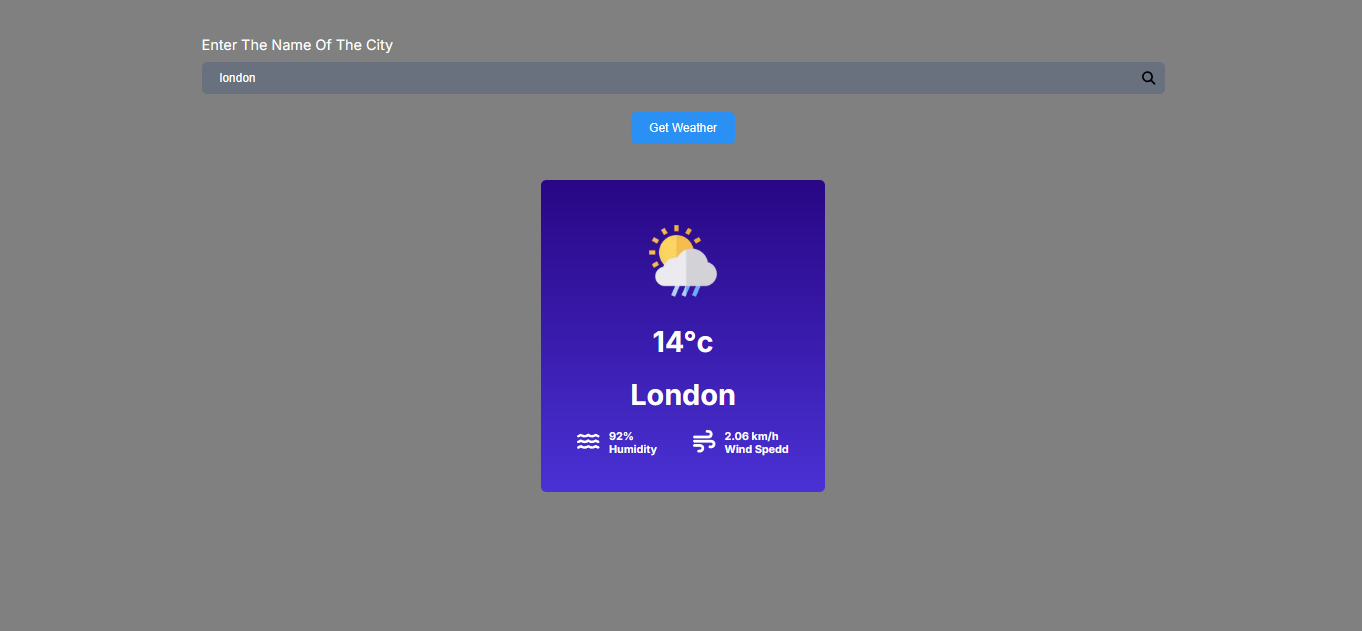 Enter The Name Of The City
london
Get Weather
14°c
London
92%
Humidity
2.06 km/h
Wind Spedd